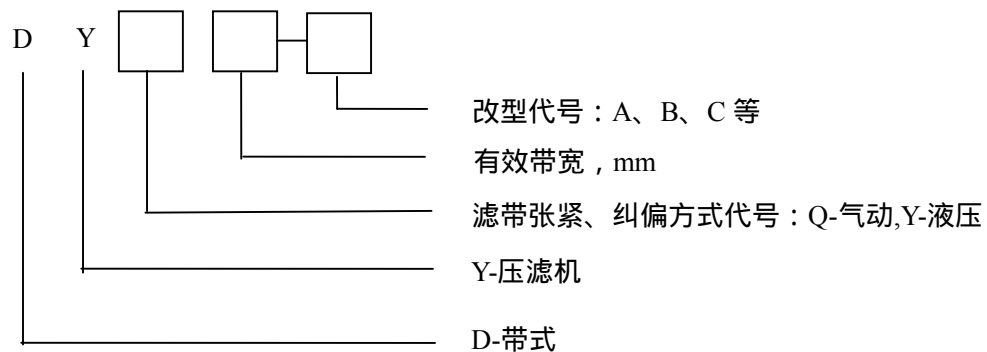 D Y
改型代号：A、B、C 等
有效带宽，mm
滤带张紧、纠偏方式代号：Q-气动,Y-液压
Y-压滤机
D-带式